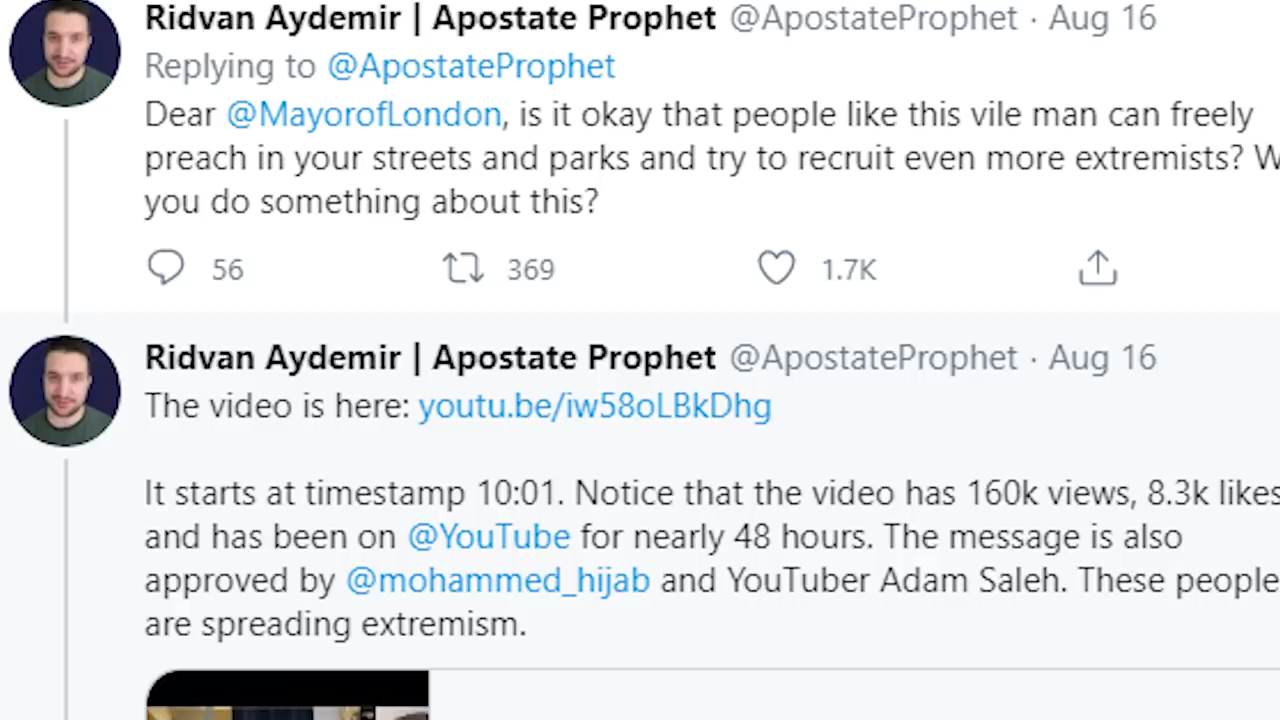 Ridvan Aydemir | Apostate Prophet @ApostateProphet · Aug 16
Replying to @ApostateProphet
Dear @MayorofLondon, is it okay that people like this vile man can freely
preach in your streets and parks and try to recruit even more extremists?
you do something about this?
56 369 1.7K
Ridvan Aydemir | Apostate Prophet @ApostateProphet · Aug 16
The video is here: youtu.be/iw58oLBkDhg
It starts at timestamp 10:01. Notice that the video has 160k views, 8.3k likes
and has been on @YouTube for nearly 48 hours. The message is also
approved by @mohammed_hijab and YouTuber Adam Saleh. These people
are spreading extremism.